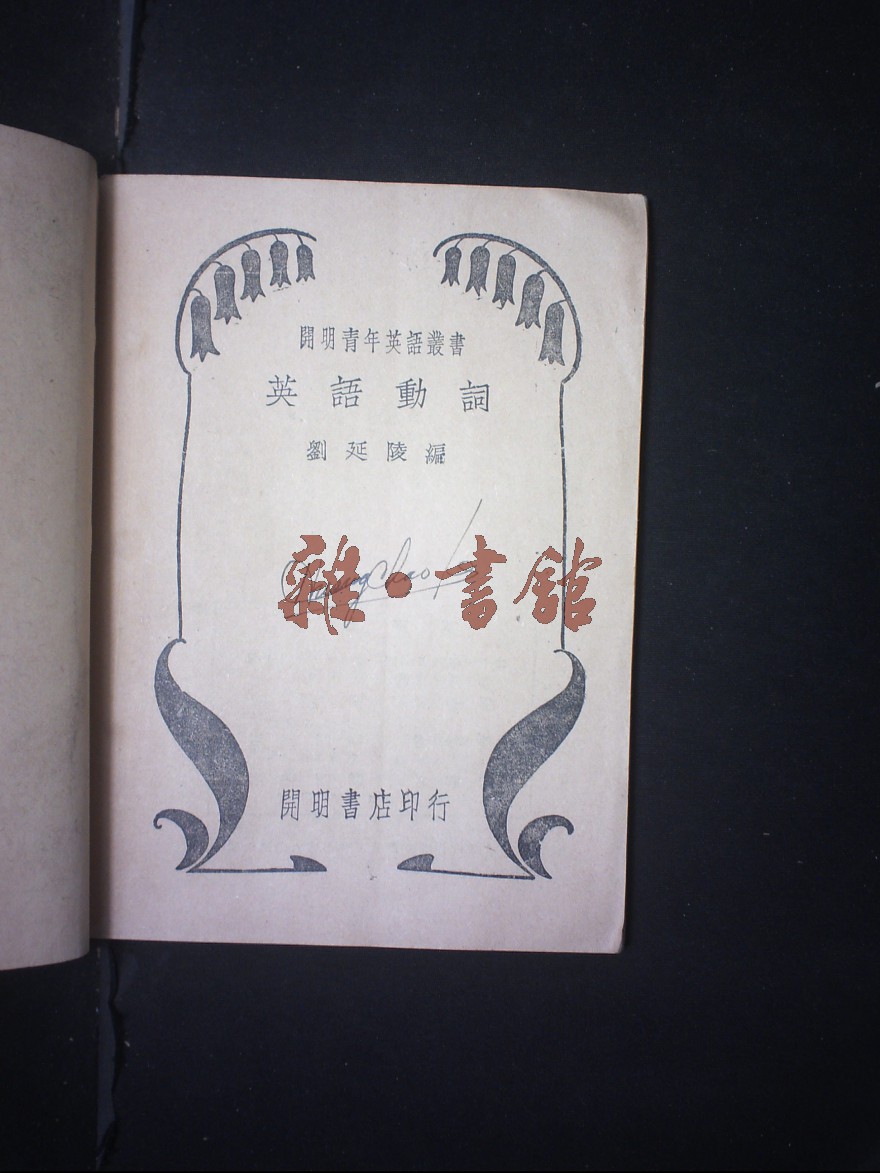 開明青年英語叢書
英語動詞
劉延陵編
雜·書館
開明書店印行